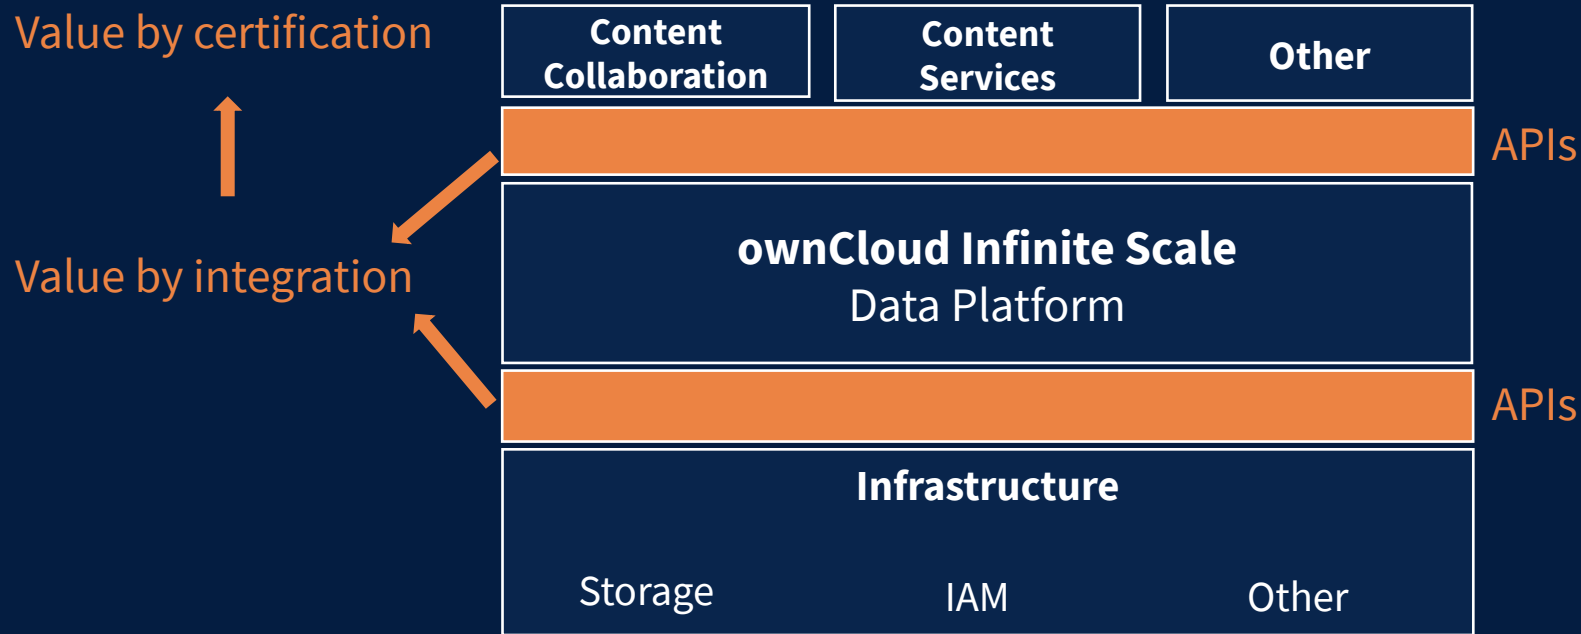 Value by certification
Content
Collaboration
Content
Services
Other
APIs
ownCloud Infinite Scale
Data Platform
Value by integration
APIs
Infrastructure
Storage
IAM
Other